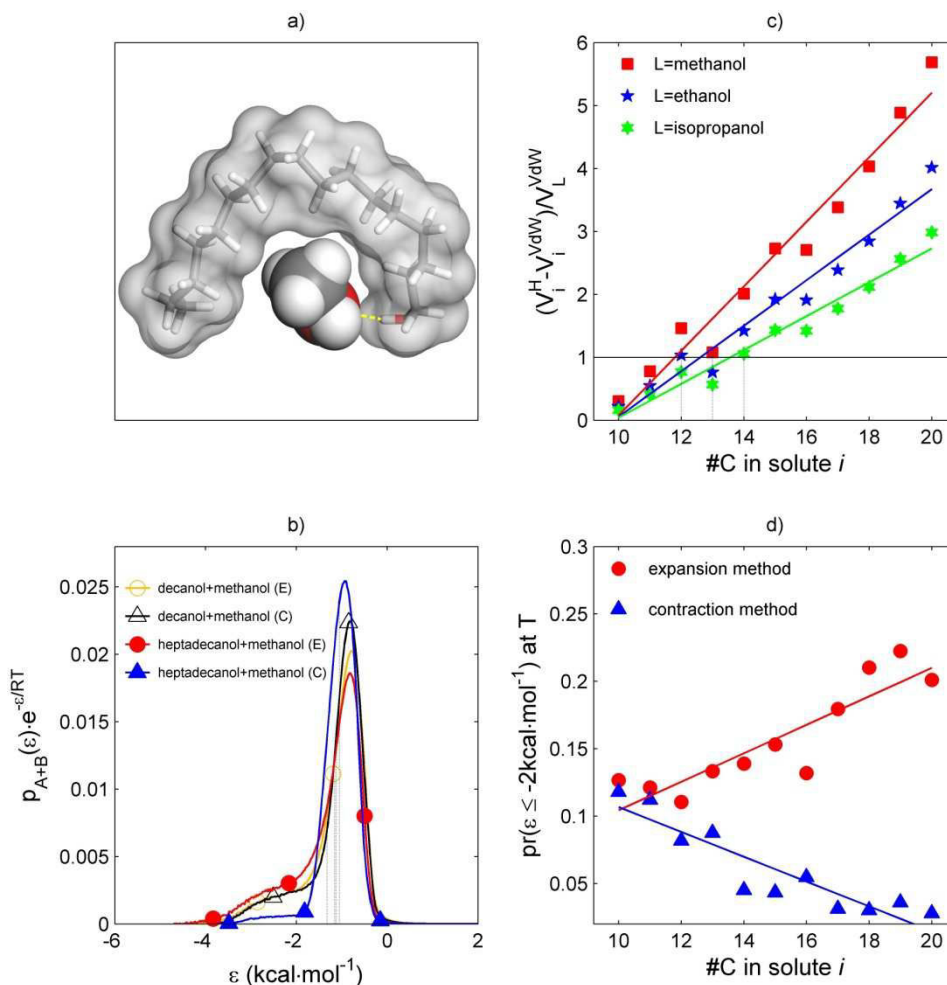 a)
c)
(V_i^H-V_i^VdW)/V_L^VdW
6
5
4
3
2
1
0
L=methanol
L=ethanol
L=isopropanol
10 12 14 16 18 20
#C in solute i
b)
p_A+B(ε)·e^-ε/RT
0.025
0.02
0.015
0.01
0.005
0
decanol+methanol (E)
decanol+methanol (C)
heptadecanol+methanol (E)
heptadecanol+methanol (C)
-6 -4 -2 0 2
ε (kcal·mol^-1)
d)
pr(ε ≤ -2kcal·mol^-1) at T
0.3
0.25
0.2
0.15
0.1
0.05
expansion method
contraction method
10 12 14 16 18 20
#C in solute i